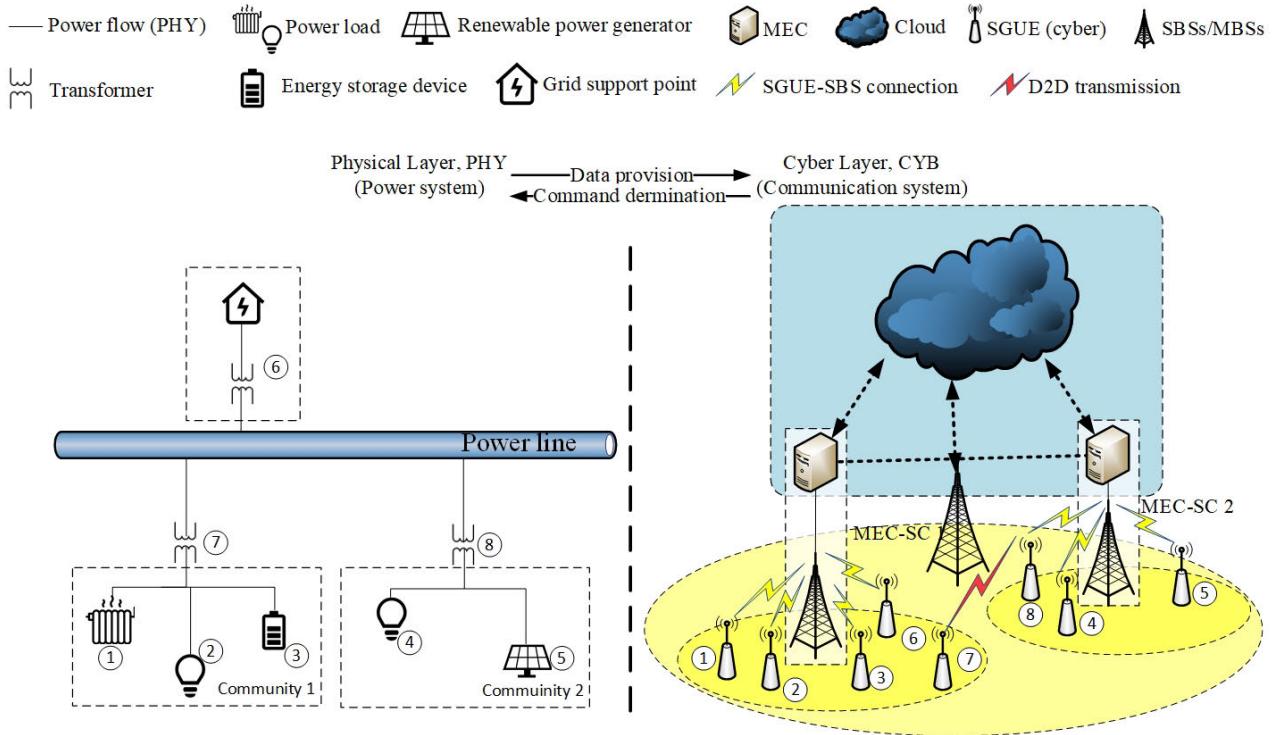 Power flow (PHY)
Power load
Renewable power generator
MEC
Cloud
SGUE (cyber)
SBSs/MBSs
Transformer
Energy storage device
Grid support point
SGUE-SBS connection
D2D transmission
Physical Layer, PHY
(Power system)
Data provision
Command dermination
Cyber Layer, CYB
(Communication system)
6
Power line
7
8
1
2
3
Community 1
4
5
Commuinity 2
MEC-SC 1
MEC-SC 2
1
2
3
6
7
8
4
5